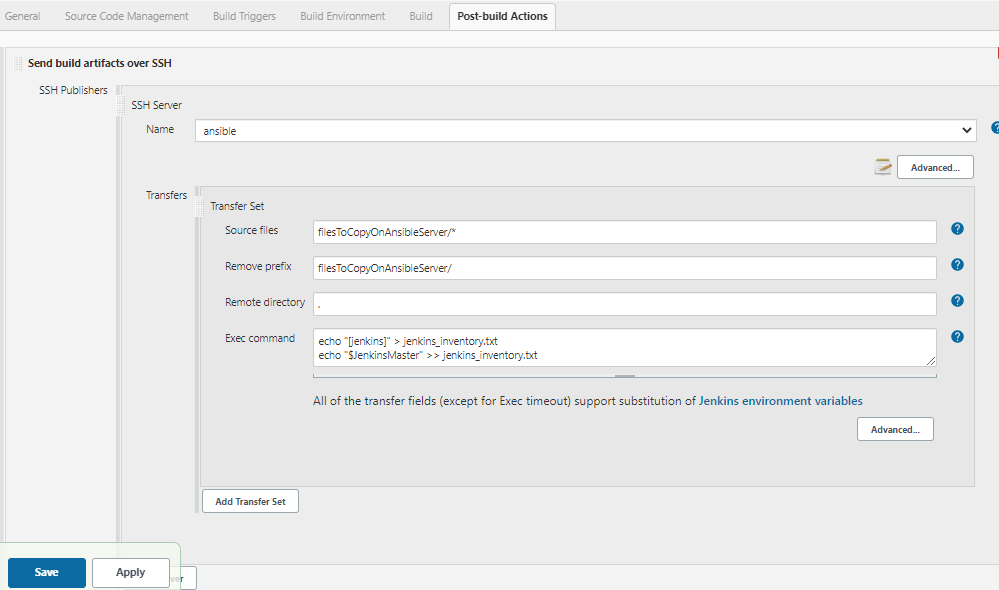 General Source Code Management Build Triggers Build Environment Build Post-build Actions
Send build artifacts over SSH
SSH Publishers
SSH Server
Name ansible
?
Advanced...
Transfers
Transfer Set
Source files filesToCopyOnAnsibleServer/* ?
Remove prefix filesToCopyOnAnsibleServer/ ?
Remote directory . ?
Exec command echo "[jenkins]" > jenkins_inventory.txt ?
echo "$JenkinsMaster" >> jenkins_inventory.txt
All of the transfer fields (except for Exec timeout) support substitution of Jenkins environment variables
Advanced...
Add Transfer Set
Save Apply